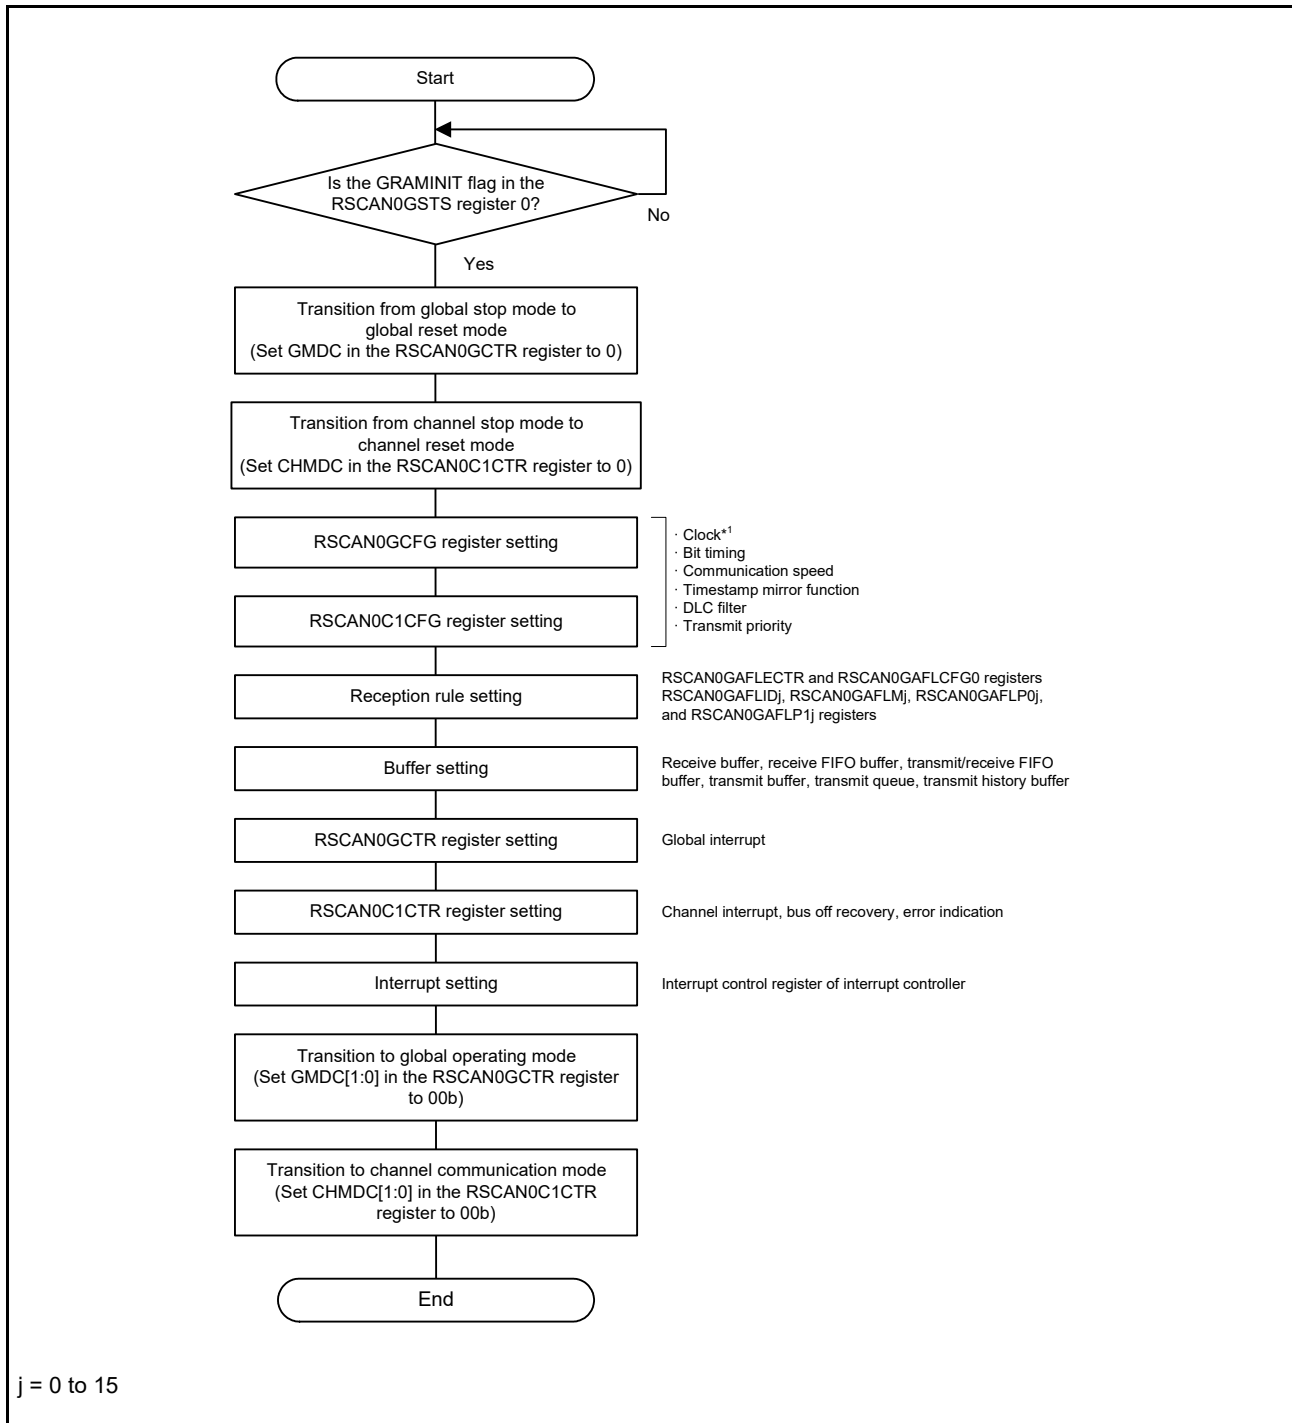 Start
Is the GRAMINIT flag in the
RSCAN0GSTS register 0?
No
Yes
Transition from global stop mode to
global reset mode
(Set GMDC in the RSCAN0GCTR register to 0)
Transition from channel stop mode to
channel reset mode
(Set CHMDC in the RSCAN0C1CTR register to 0)
RSCAN0GCFG register setting
· Clock*1
· Bit timing
· Communication speed
· Timestamp mirror function
· DLC filter
· Transmit priority
RSCAN0C1CFG register setting
Reception rule setting
RSCAN0GAFLECTR and RSCAN0GAFLCFG0 registers
RSCAN0GAFLIDj, RSCAN0GAFLMj, RSCAN0GAFLP0j,
and RSCAN0GAFLP1j registers
Buffer setting
Receive buffer, receive FIFO buffer, transmit/receive FIFO
buffer, transmit buffer, transmit queue, transmit history buffer
RSCAN0GCTR register setting
Global interrupt
RSCAN0C1CTR register setting
Channel interrupt, bus off recovery, error indication
Interrupt setting
Interrupt control register of interrupt controller
Transition to global operating mode
(Set GMDC[1:0] in the RSCAN0GCTR register
to 00b)
Transition to channel communication mode
(Set CHMDC[1:0] in the RSCAN0C1CTR
register to 00b)
End
j = 0 to 15